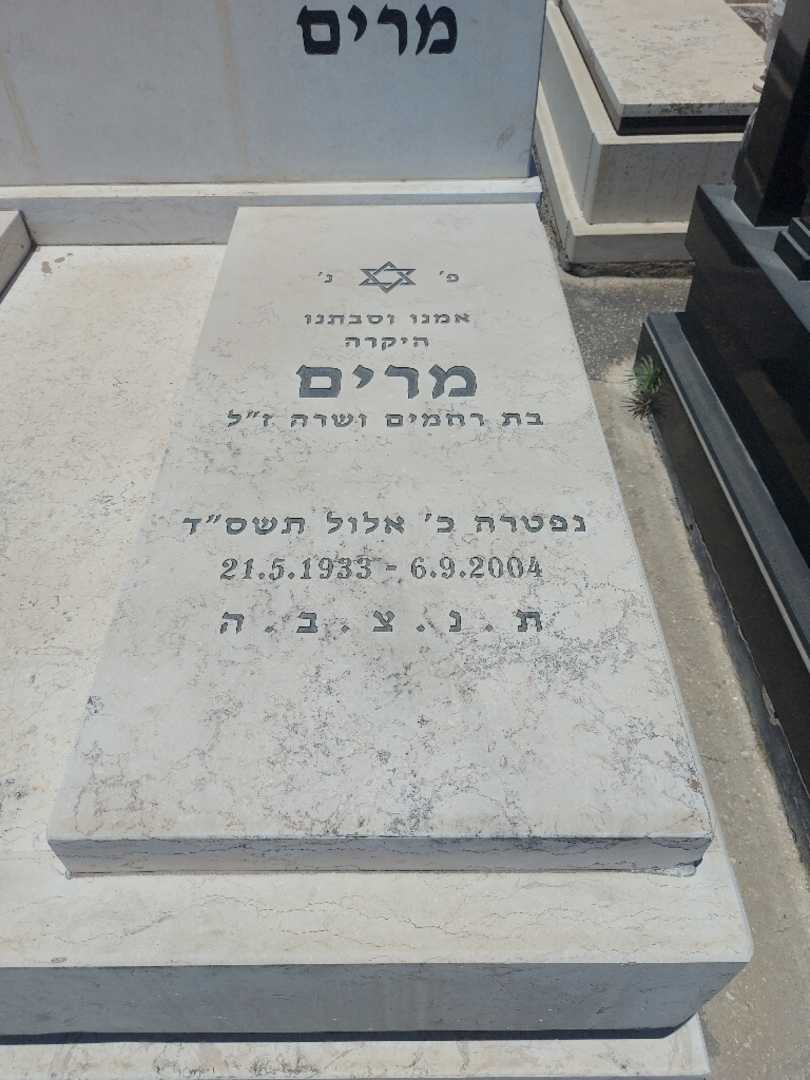 מרים
פ' נ'
אמנו וסבתנו
היקרה
מרים
בת רחמים ושרה ז"ל
נפטרה כ' אלול תשס"ד
21.5.1933 - 6.9.2004
ת . נ . צ . ב . ה